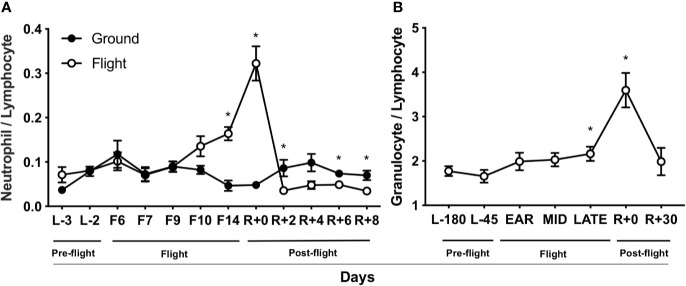 A
Neutrophil / Lymphocyte
0.4
0.3
0.2
0.1
0.0
Ground
Flight
*
*
*
*
*
L-3 L-2 F6 F7 F9 F10 F14 R+0 R+2 R+4 R+6 R+8
Pre-flight Flight Post-flight
B
Granulocyte / Lymphocyte
5
4
3
2
1
*
*
L-180 L-45 EAR MID LATE R+0 R+30
Pre-flight Flight Post-flight
Days